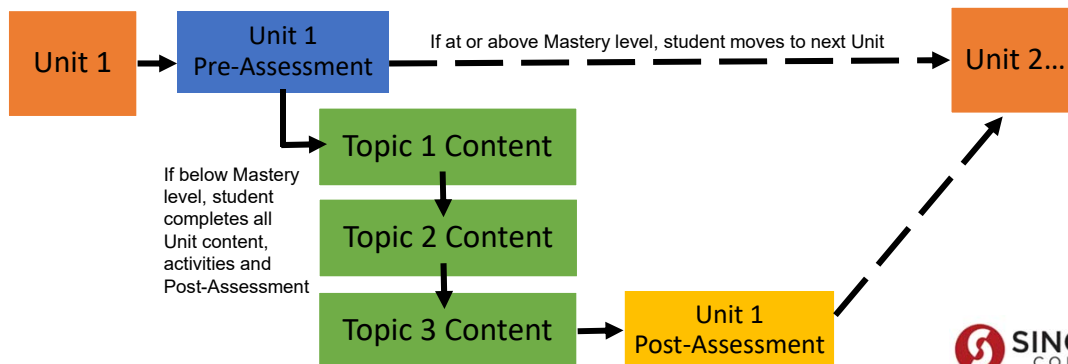 Unit 1
Unit 1
Pre-Assessment
If at or above Mastery level, student moves to next Unit
Unit 2...
Topic 1 Content
If below Mastery
level, student
completes all
Unit content,
activities and
Post-Assessment
Topic 2 Content
Topic 3 Content
Unit 1
Post-Assessment